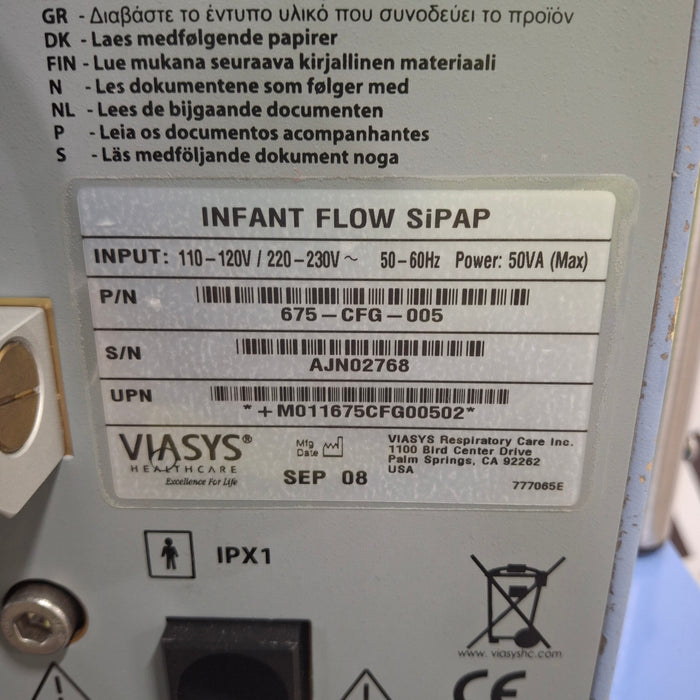 GR - Διαβάστε το έντυπο υλικό που συνοδεύει το προϊόν
DK - Laes medfølgende papirer
FIN - Lue mukana seuraava kirjallinen materiaali
N - Les dokumentene som følger med
NL - Lees de bijgaande documenten
P - Leia os documentos acompanhantes
S - Läs medföljande dokument noga
INFANT FLOW SiPAP
INPUT: 110-120V / 220-230V ~ 50-60Hz Power: 50VA (Max)
P/N
675-CFG-005
S/N
AJN02768
UPN
*+M011675CFG00502*
VIASYS®
HEALTHCARE
Excellence For Life
Mfg
Date
SEP 08
VIASYS Respiratory Care Inc.
1100 Bird Center Drive
Palm Springs, CA 92262
USA
777065E
IPX1
www.viasyshc.com
CE